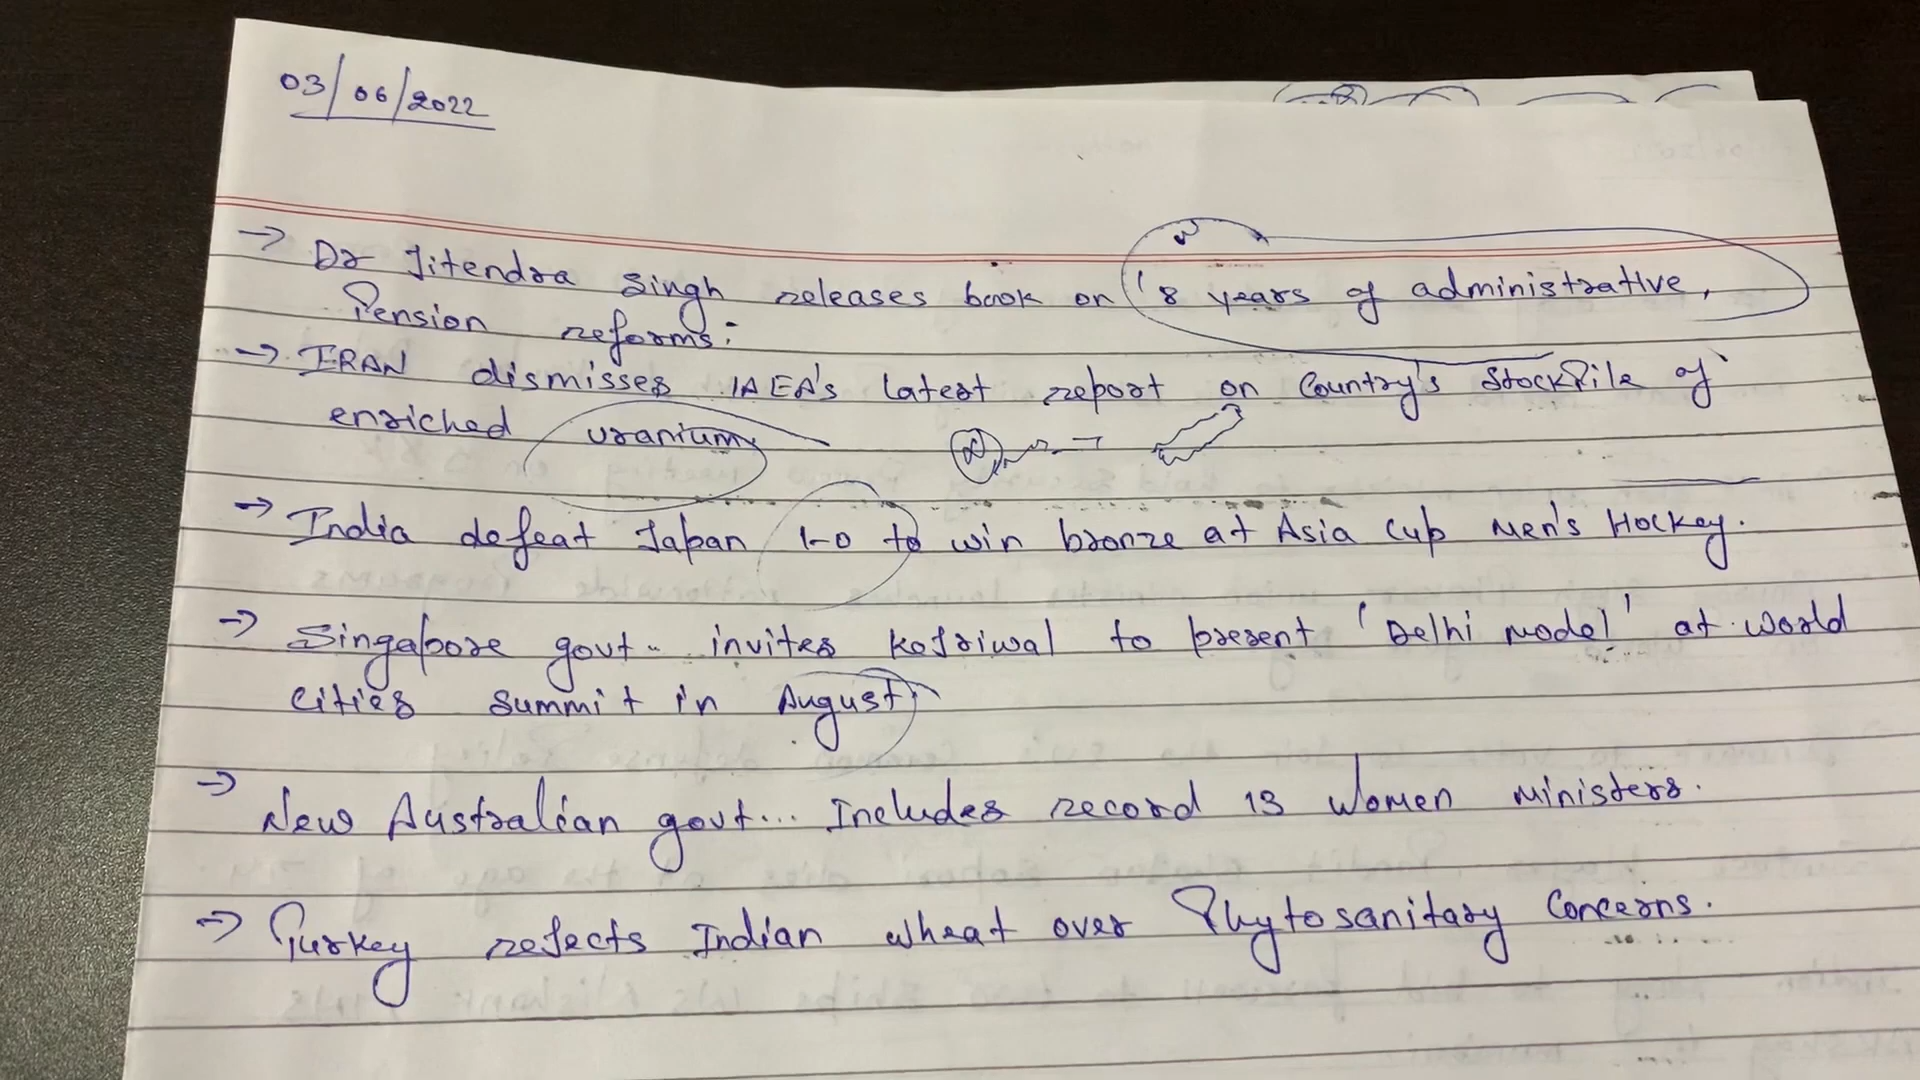 03/06/2022
→ Dr Jitendra Singh releases book on '8 years of administrative,
Pension reforms:
→ IRAN dismisses IAEA's latest report on Country's Stockpile of
enriched uranium
→ India defeat Japan 1-0 to win bronze at Asia Cup Men's Hockey.
→ Singapore govt. invites Kejriwal to present 'Delhi model' at world
cities summit in August
→ New Australian govt... Includes record 13 women ministers.
→ Turkey rejects Indian wheat over Phytosanitary Concerns.